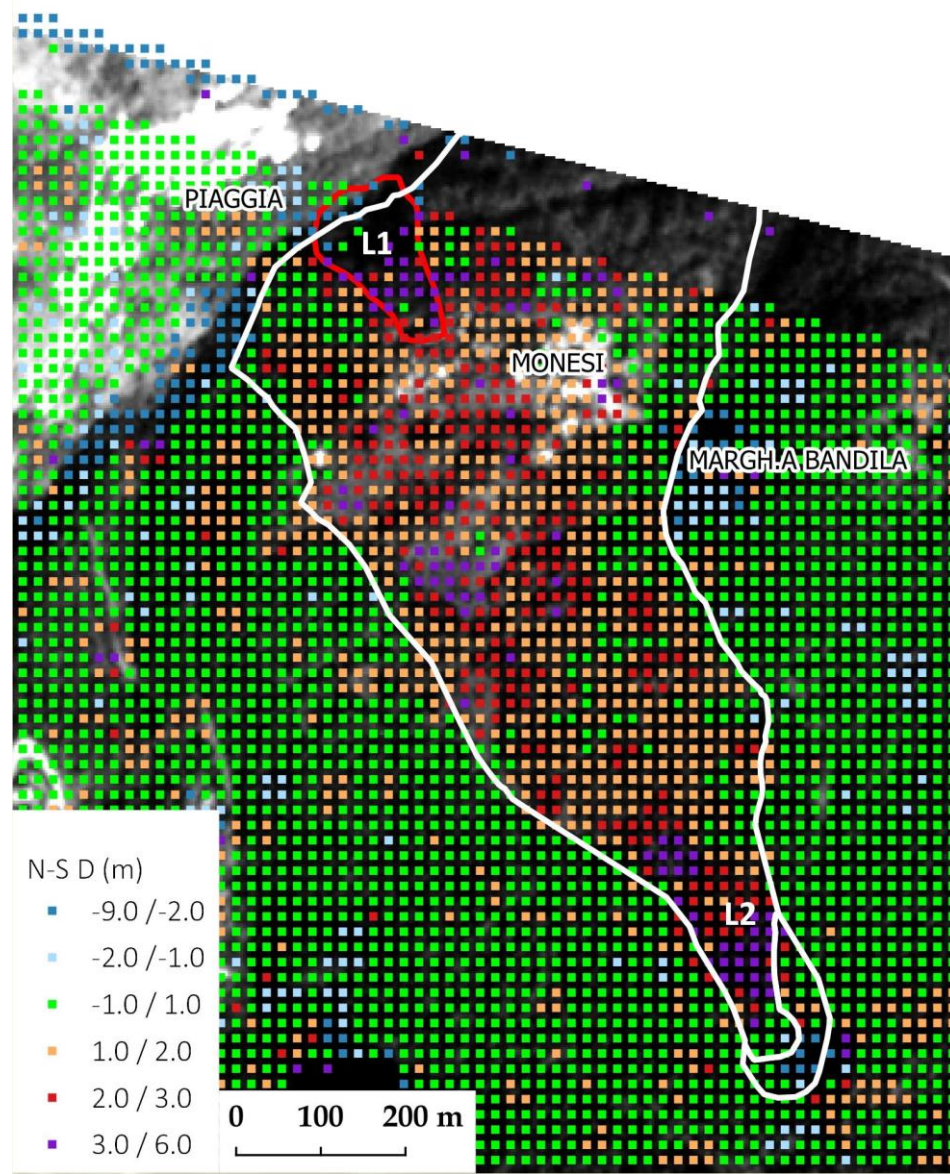 PIAGGIA
L1
MONESI
MARGH.A BANDILA
L2
N-S D (m)
-9.0 / -2.0
-2.0 / -1.0
-1.0 / 1.0
1.0 / 2.0
2.0 / 3.0
3.0 / 6.0
0 100 200 m